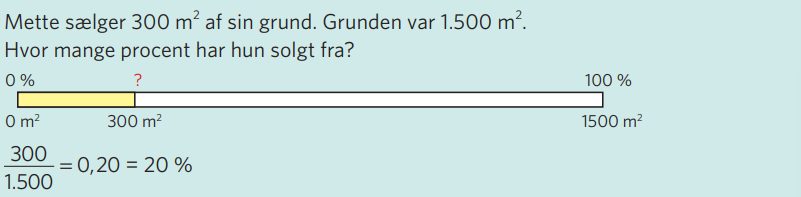 Mette sælger 300 m² af sin grund. Grunden var 1.500 m².
Hvor mange procent har hun solgt fra?
0 % ? 100 %
0 m² 300 m² 1500 m²
300/1.500 = 0,20 = 20 %